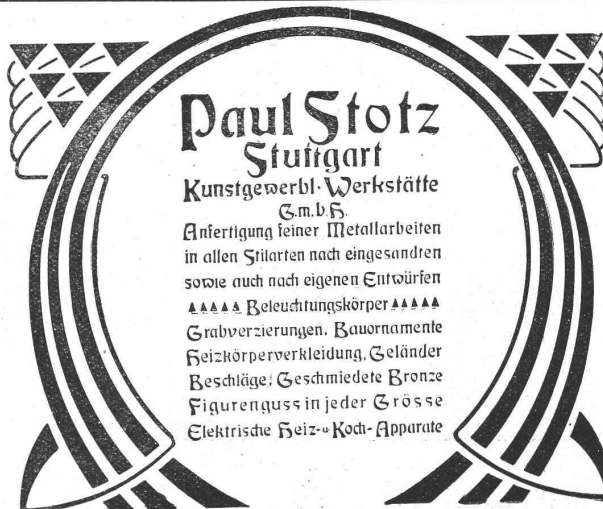 Paul Stotz
Stuttgart
Kunstgewerbl. Werkstätte
G.m.b.H.
Anfertigung feiner Metallarbeiten
in allen Stilarten nach eingesandten
sowie auch nach eigenen Entwürfen
Beleuchtungskörper
Grabverzierungen, Bauornamente
Heizkörperverkleidung, Geländer
Beschläge, Geschmiedete Bronze
Figurenguss in jeder Grösse
Elektrische Heiz- u Koch-Apparate